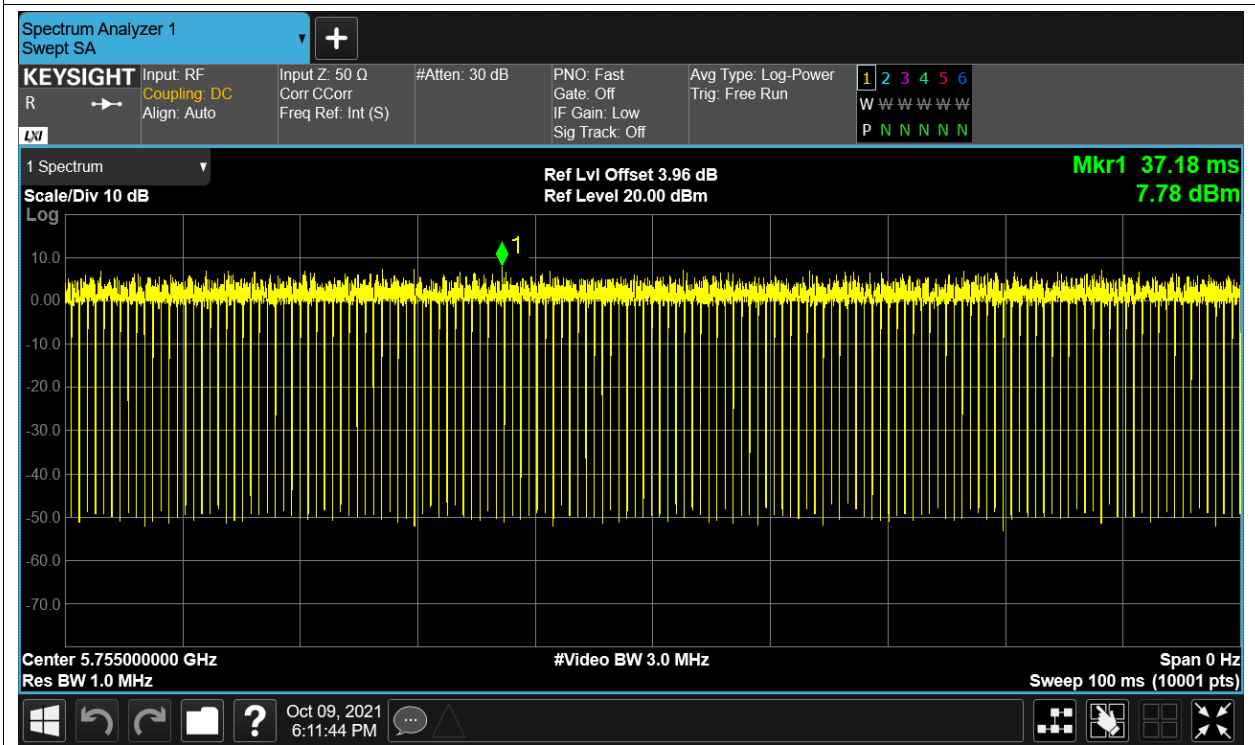 Spectrum Analyzer 1
Swept SA
+
KEYSIGHT Input: RF Input Z: 50 Ω #Atten: 30 dB PNO: Fast Avg Type: Log-Power 1 2 3 4 5 6
R Coupling: DC Corr CCorr Gate: Off Trig: Free Run W W W W W W
Align: Auto Freq Ref: Int (S) IF Gain: Low
LXI Sig Track: Off P N N N N N
1 Spectrum Ref Lvl Offset 3.96 dB Mkr1 37.18 ms
Scale/Div 10 dB Ref Level 20.00 dBm 7.78 dBm
Log
1
10.0
0.00
-10.0
-20.0
-30.0
-40.0
-50.0
-60.0
-70.0
Center 5.755000000 GHz #Video BW 3.0 MHz Span 0 Hz
Res BW 1.0 MHz Sweep 100 ms (10001 pts)
? Oct 09, 2021
6:11:44 PM